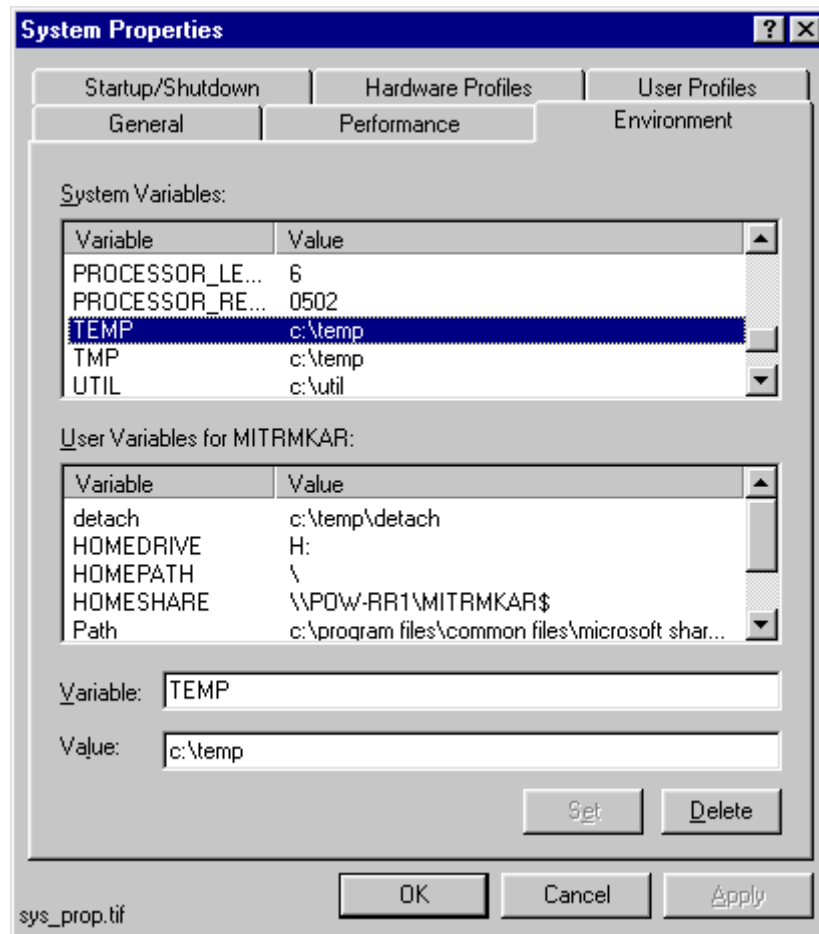 System Properties
Startup/Shutdown Hardware Profiles User Profiles
General Performance Environment
System Variables:
Variable Value
PROCESSOR_LE... 6
PROCESSOR_RE... 0502
TEMP c:\temp
TMP c:\temp
UTIL c:\util
User Variables for MITRMKAR:
Variable Value
detach c:\temp\detach
HOMEDRIVE H:
HOMEPATH \
HOMESHARE \\POW-RR1\MITRMKAR$
Path c:\program files\common files\microsoft shar...
Variable: TEMP
Value: c:\temp
Set Delete
OK Cancel Apply
sys_prop.tif